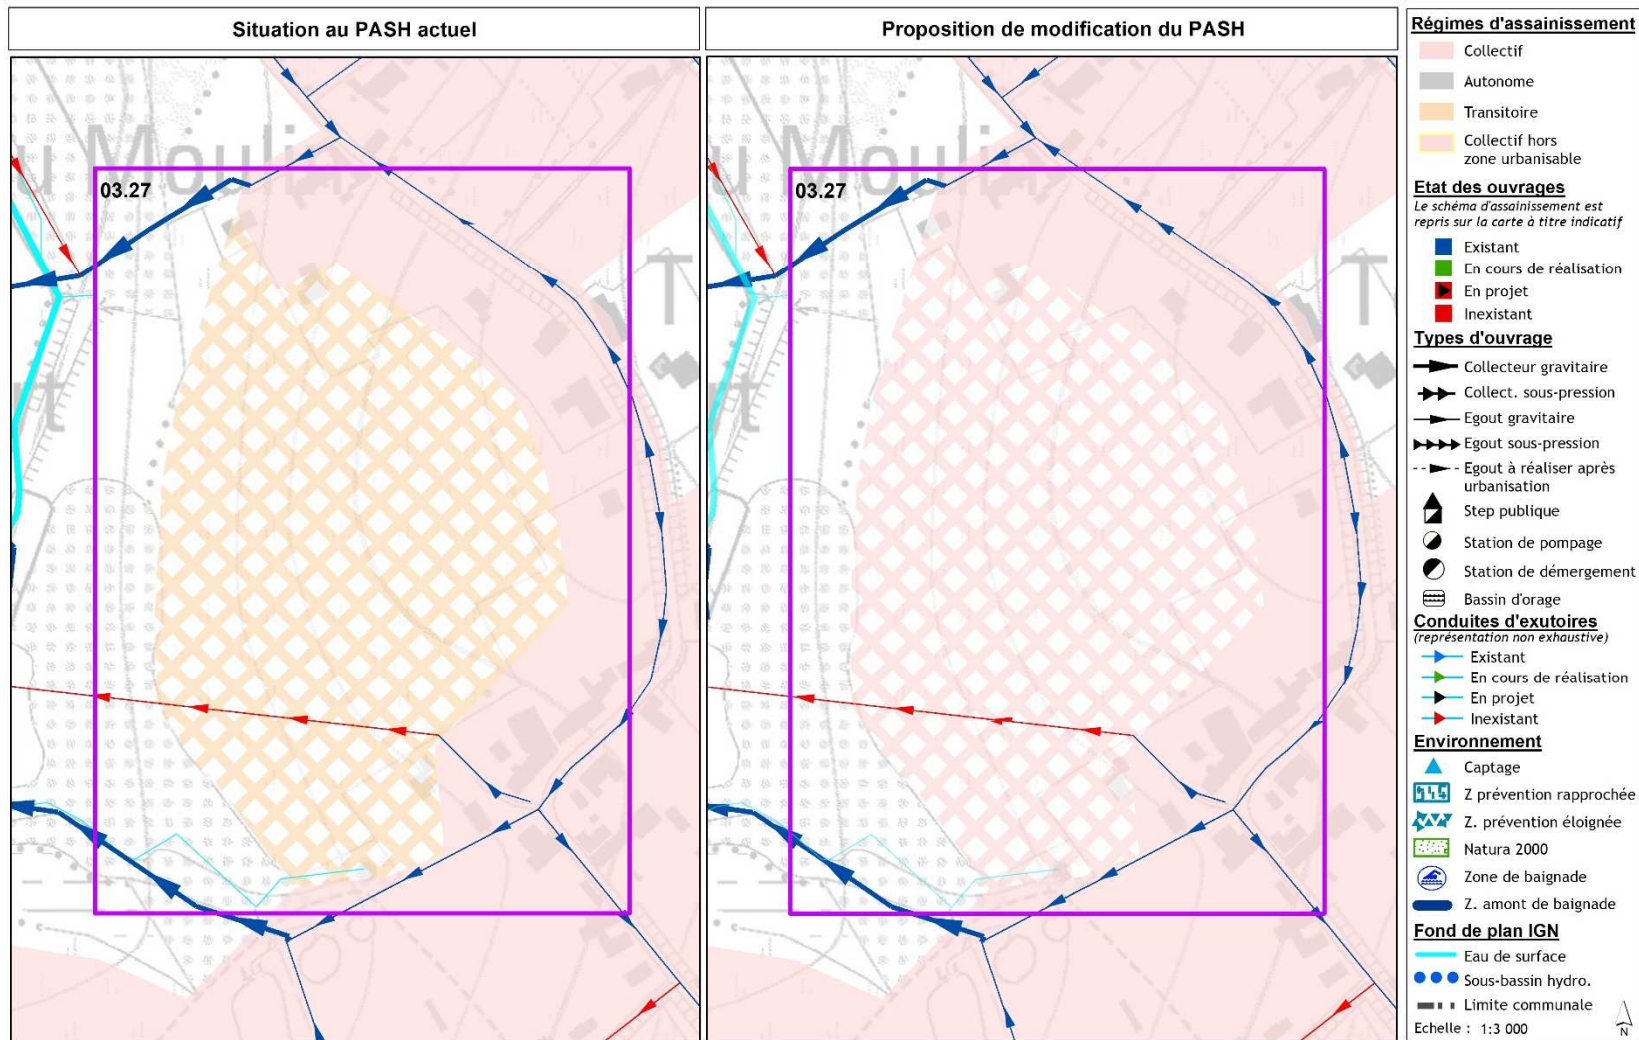 Situation au PASH actuel
Proposition de modification du PASH
u Moulin
03.27
T
rt
u Moulin
03.27
T
rt
Régimes d'assainissement
Collectif
Autonome
Transitoire
Collectif hors
zone urbanisable
Etat des ouvrages
Le schéma d'assainissement est
repris sur la carte à titre indicatif
Existant
En cours de réalisation
En projet
Inexistant
Types d'ouvrage
Collecteur gravitaire
Collect. sous-pression
Egout gravitaire
Egout sous-pression
Egout à réaliser après
urbanisation
Step publique
Station de pompage
Station de démergement
Bassin d'orage
Conduites d'exutoires
(représentation non exhaustive)
Existant
En cours de réalisation
En projet
Inexistant
Environnement
Captage
Z prévention rapprochée
Z. prévention éloignée
Natura 2000
Zone de baignade
Z. amont de baignade
Fond de plan IGN
Eau de surface
Sous-bassin hydro.
Limite communale
Echelle : 1:3 000
N